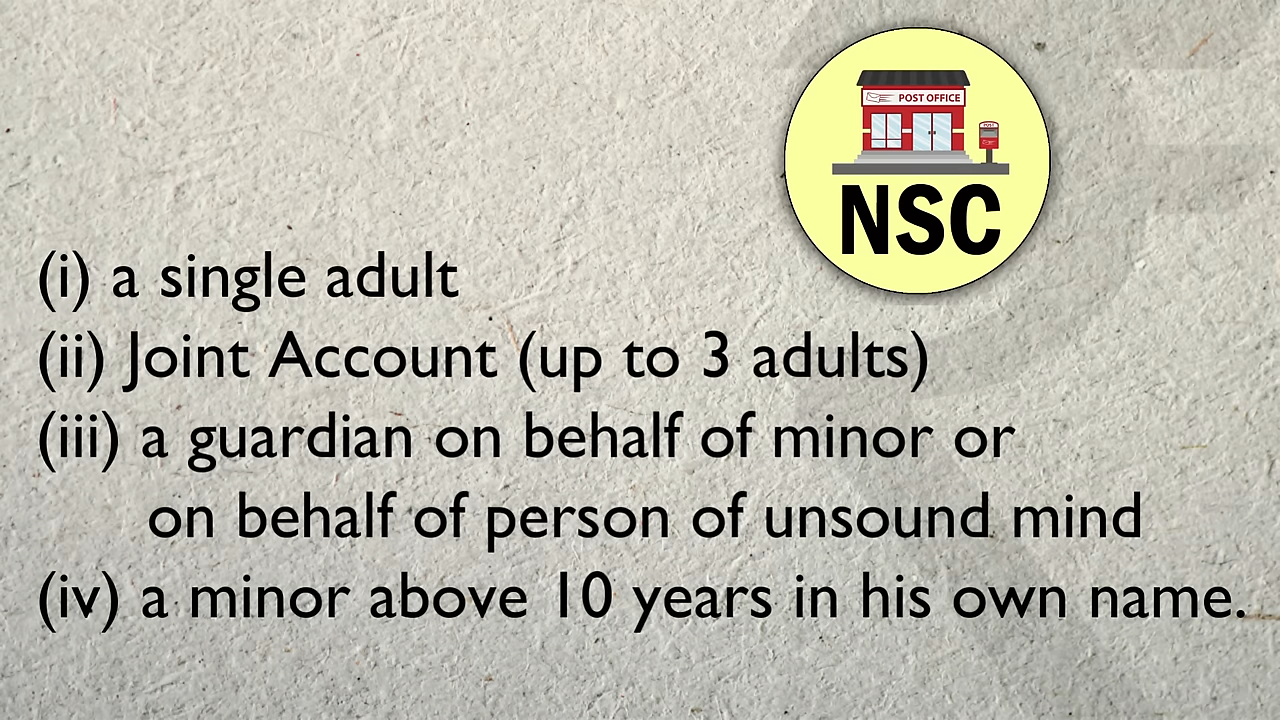 POST OFFICE
POST
NSC
(i) a single adult
(ii) Joint Account (up to 3 adults)
(iii) a guardian on behalf of minor or
on behalf of person of unsound mind
(iv) a minor above 10 years in his own name.